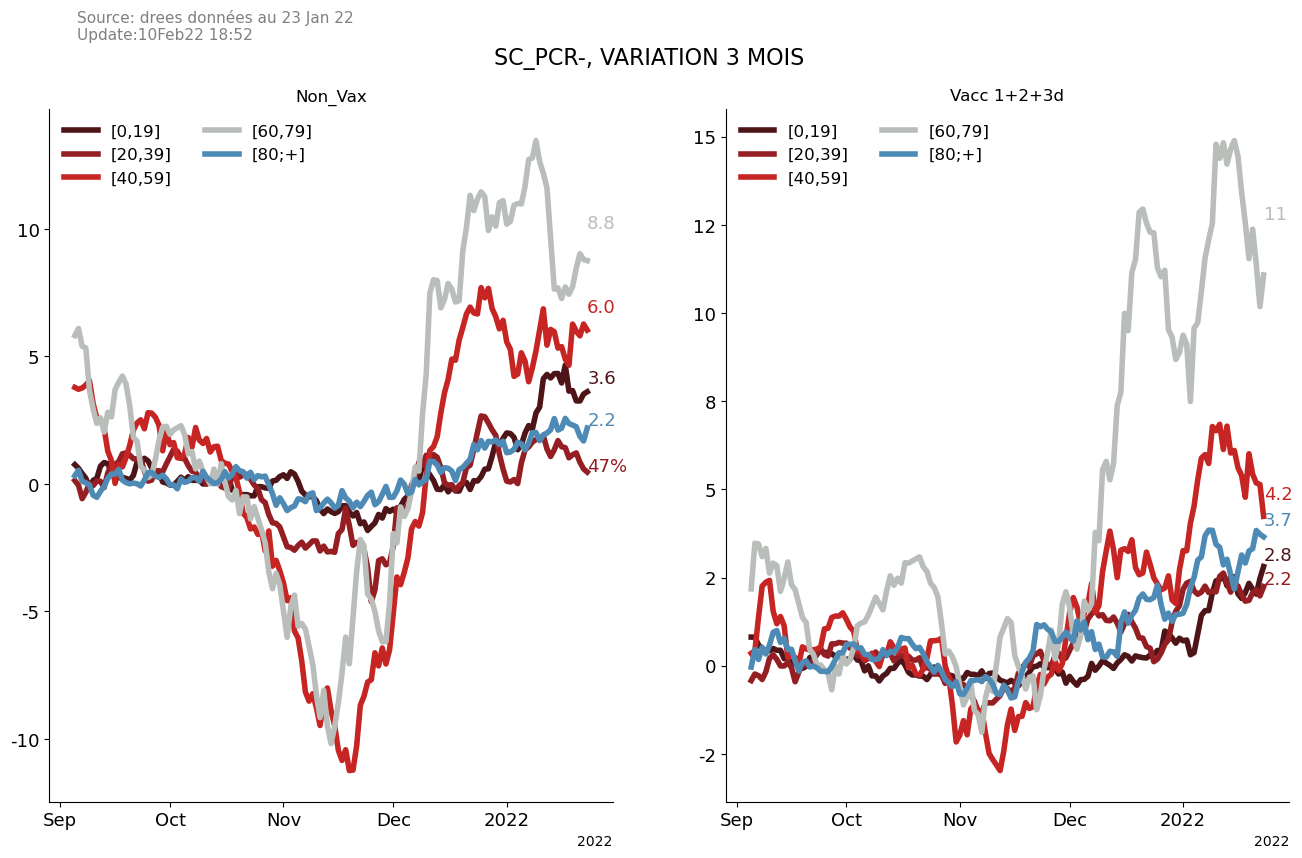 Source: drees données au 23 Jan 22
Update:10Feb22 18:52
SC_PCR-, VARIATION 3 MOIS
Non_Vax
[0,19]
[20,39]
[40,59]
[60,79]
[80;+]
10
5
0
-5
-10
8.8
6.0
3.6
2.2
47%
Sep
Oct
Nov
Dec
2022
2022
Vacc 1+2+3d
[0,19]
[20,39]
[40,59]
[60,79]
[80;+]
15
12
10
8
5
2
0
-2
11
4.2
3.7
2.8
2.2
Sep
Oct
Nov
Dec
2022
2022